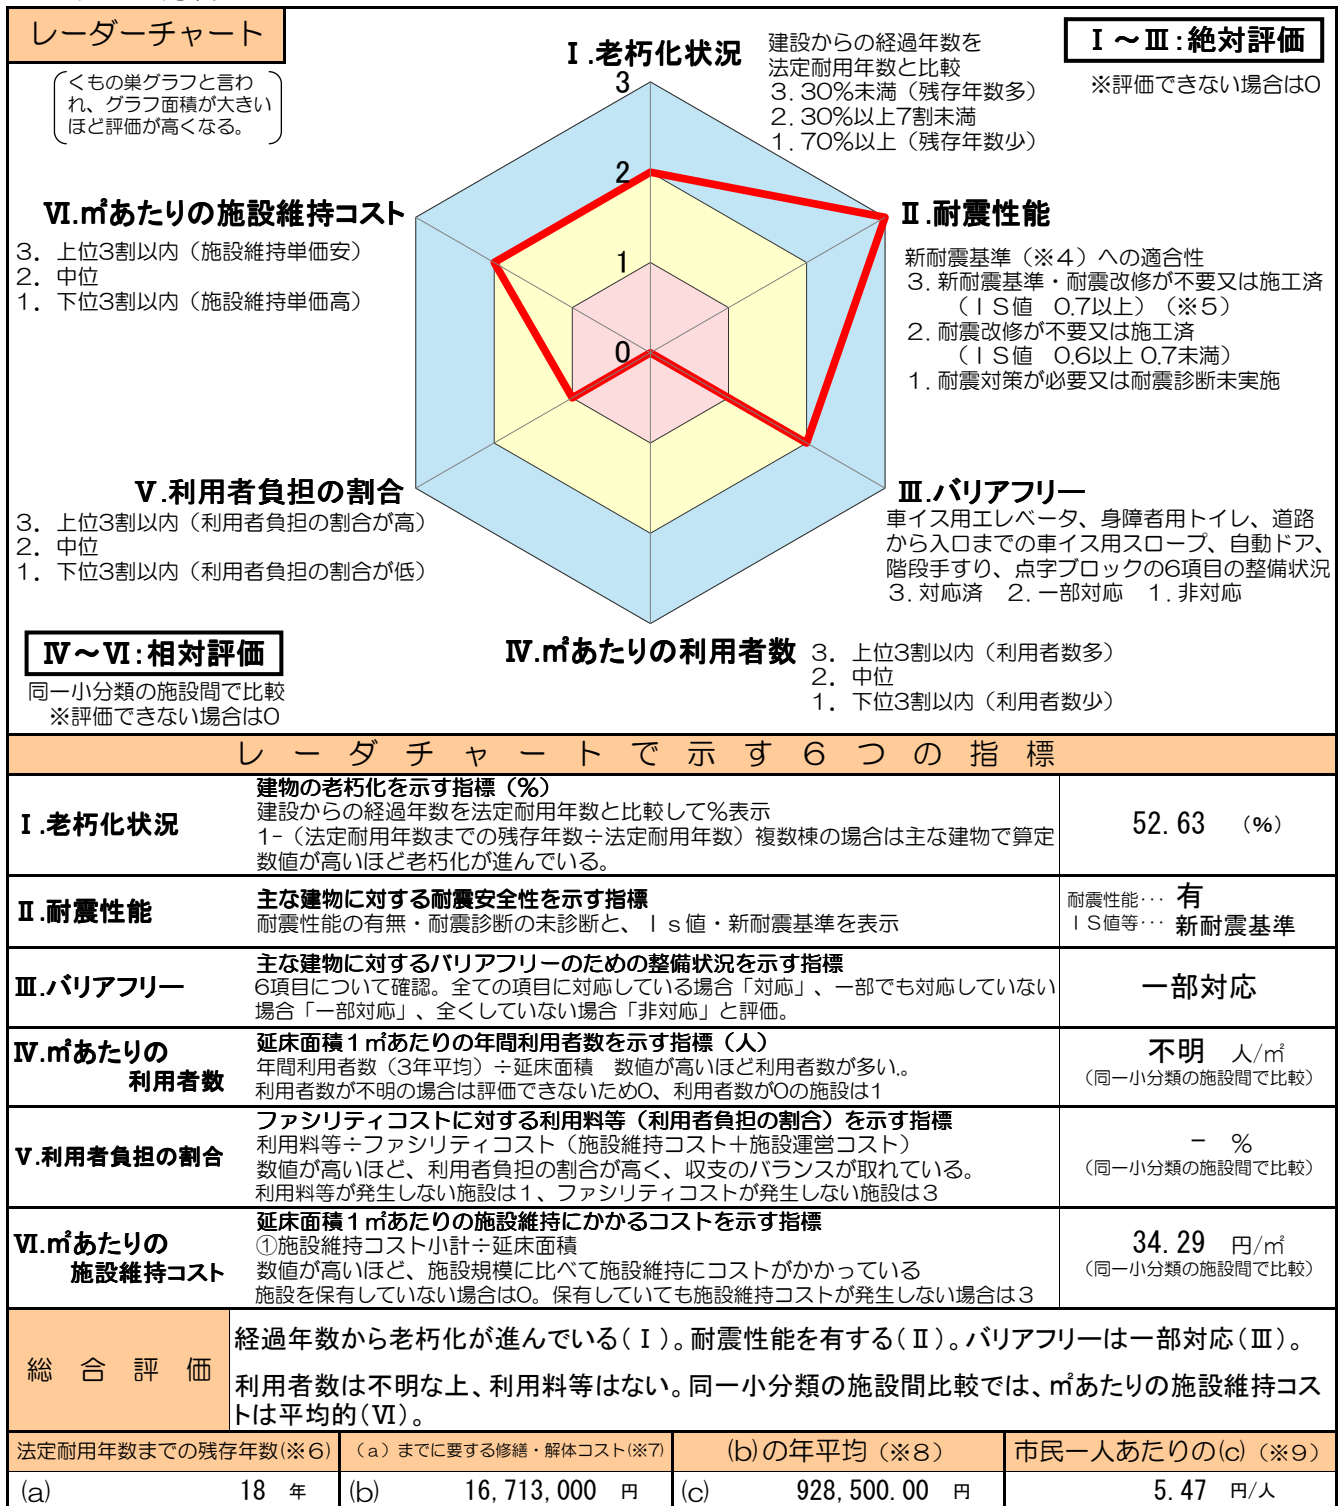 レーダーチャート
くもの巣グラフと言わ
れ、グラフ面積が大きい
ほど評価が高くなる。
Ⅰ.老朽化状況
建設からの経過年数を
法定耐用年数と比較
3.30%未満（残存年数多）
2.30%以上7割未満
1.70%以上（残存年数少）
Ⅰ～Ⅲ:絶対評価
※評価できない場合は0
3
2
1
0
Ⅵ.㎡あたりの施設維持コスト
3. 上位3割以内（施設維持単価安）
2. 中位
1. 下位3割以内（施設維持単価高）
Ⅱ.耐震性能
新耐震基準（※4）への適合性
3.新耐震基準・耐震改修が不要又は施工済
（ＩＳ値 0.7以上）（※5）
2.耐震改修が不要又は施工済
（ＩＳ値 0.6以上 0.7未満）
1.耐震対策が必要又は耐震診断未実施
Ⅴ.利用者負担の割合
3. 上位3割以内（利用者負担の割合が高）
2. 中位
1. 下位3割以内（利用者負担の割合が低）
Ⅲ.バリアフリー
車イス用エレベータ、身障者用トイレ、道路
から入口までの車イス用スロープ、自動ドア、
階段手すり、点字ブロックの6項目の整備状況
3.対応済 2.一部対応 1.非対応
Ⅳ～Ⅵ:相対評価
同一小分類の施設間で比較
※評価できない場合は0
Ⅳ.㎡あたりの利用者数
3. 上位3割以内（利用者数多）
2. 中位
1. 下位3割以内（利用者数少）
レーダチャートで示す６つの指標
Ⅰ.老朽化状況
建物の老朽化を示す指標（%）
建設からの経過年数を法定耐用年数と比較して%表示
1-（法定耐用年数までの残存年数÷法定耐用年数）複数棟の場合は主な建物で算定
数値が高いほど老朽化が進んでいる。
52.63 （%）
Ⅱ.耐震性能
主な建物に対する耐震安全性を示す指標
耐震性能の有無・耐震診断の未診断と、Ｉｓ値・新耐震基準を表示
耐震性能･･･ 有
ＩＳ値等･･･ 新耐震基準
Ⅲ.バリアフリー
主な建物に対するバリアフリーのための整備状況を示す指標
6項目について確認。全ての項目に対応している場合「対応」、一部でも対応していない
場合「一部対応」、全くしていない場合「非対応」と評価。
一部対応
Ⅳ.㎡あたりの
利用者数
延床面積１㎡あたりの年間利用者数を示す指標（人）
年間利用者数（3年平均）÷延床面積 数値が高いほど利用者数が多い。
利用者数が不明の場合は評価できないため0、利用者数が0の施設は1
不明 人/㎡
（同一小分類の施設間で比較）
Ⅴ.利用者負担の割合
ファシリティコストに対する利用料等（利用者負担の割合）を示す指標
利用料等÷ファシリティコスト（施設維持コスト＋施設運営コスト）
数値が高いほど、利用者負担の割合が高く、収支のバランスが取れている。
利用料等が発生しない施設は１、ファシリティコストが発生しない施設は３
- %
（同一小分類の施設間で比較）
Ⅵ.㎡あたりの
施設維持コスト
延床面積１㎡あたりの施設維持にかかるコストを示す指標
①施設維持コスト小計÷延床面積
数値が高いほど、施設規模に比べて施設維持にコストがかかっている
施設を保有していない場合は0。保有していても施設維持コストが発生しない場合は３
34.29 円/㎡
（同一小分類の施設間で比較）
総合評価
経過年数から老朽化が進んでいる(Ⅰ)。耐震性能を有する(Ⅱ)。バリアフリーは一部対応(Ⅲ)。
利用者数は不明な上、利用料等はない。同一小分類の施設間比較では、㎡あたりの施設維持コス
トは平均的(Ⅵ)。
法定耐用年数までの残存年数(※6) （a）までに要する修繕・解体コスト(※7) (b)の年平均（※8） 市民一人あたりの(c)（※9）
(a) 18 年 (b) 16,713,000 円 (c) 928,500.00 円 5.47 円/人